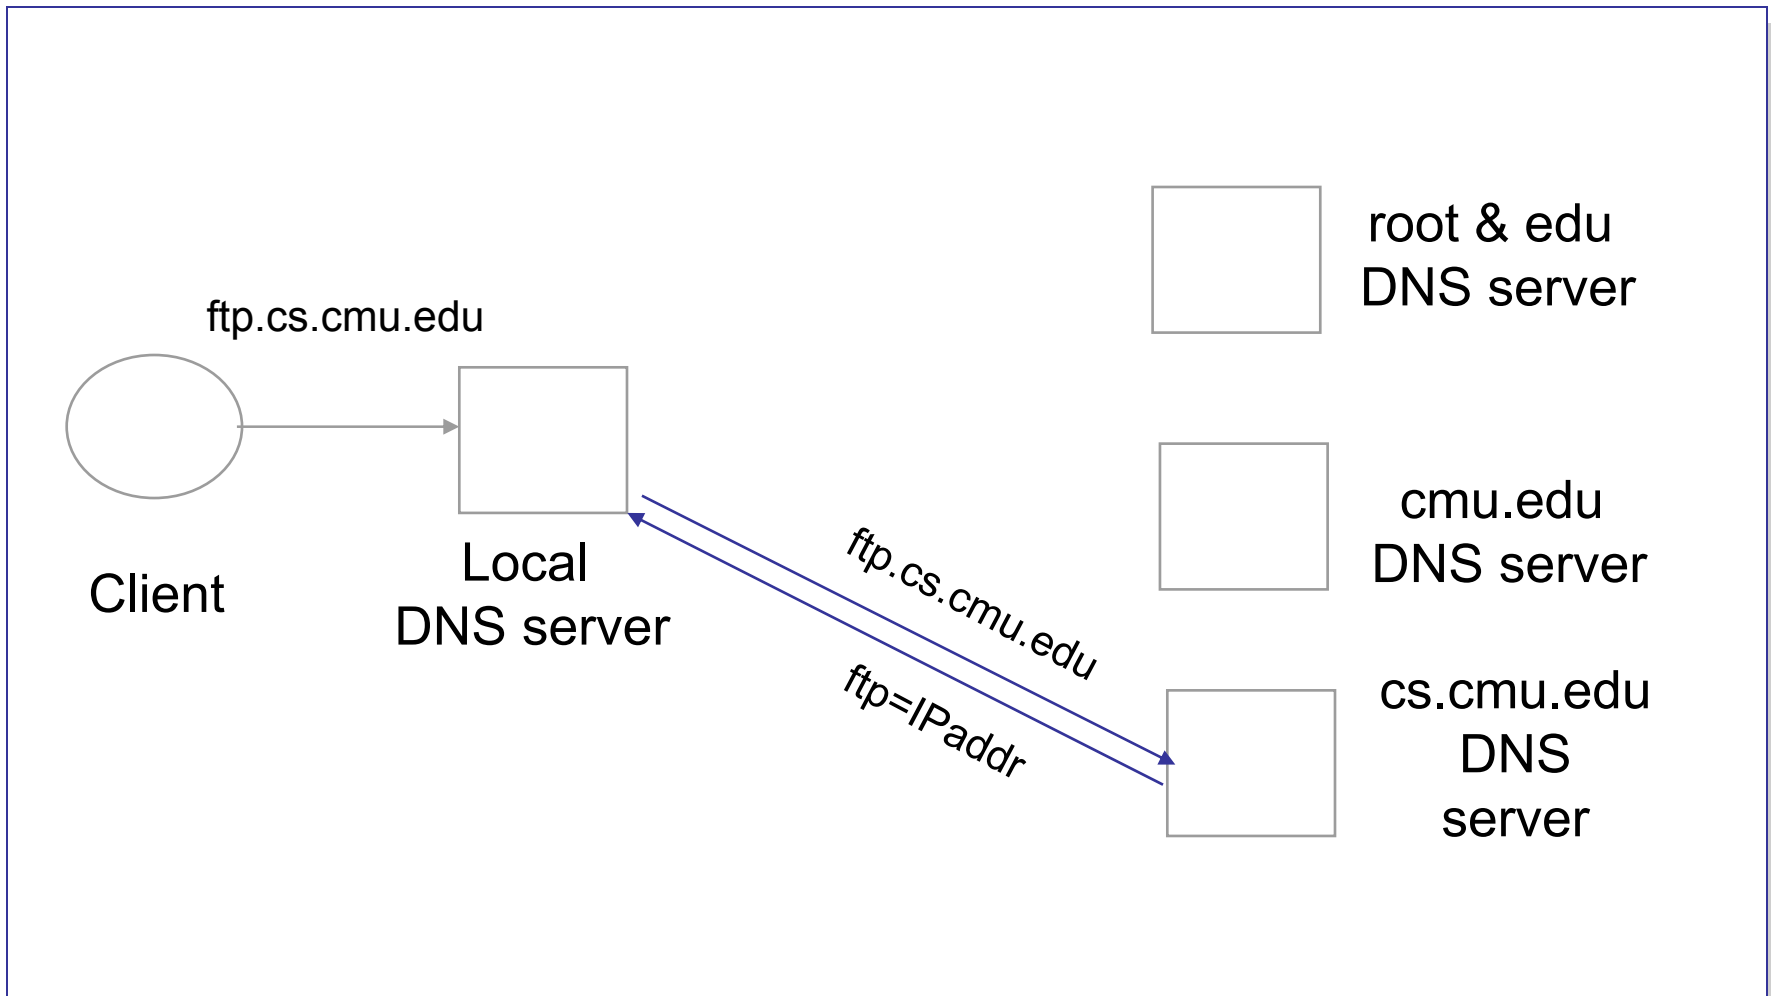 root & edu
DNS server
ftp.cs.cmu.edu
cmu.edu
DNS server
Client
Local
DNS server
ftp.cs.cmu.edu
ftp=IPaddr
cs.cmu.edu
DNS
server